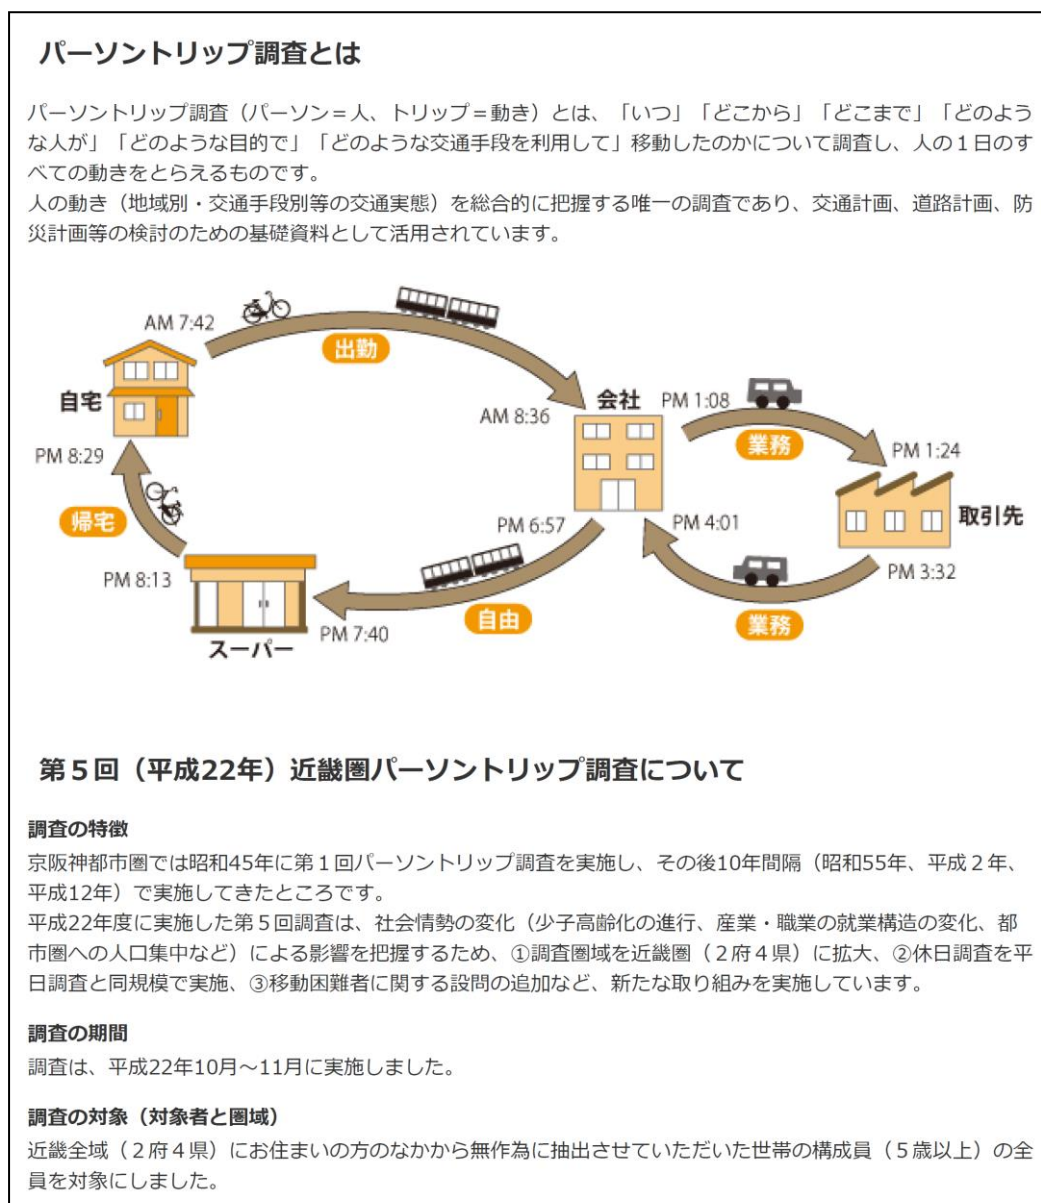 パーソントリップ調査とは
パーソントリップ調査（パーソン＝人、トリップ＝動き）とは、「いつ」「どこから」「どこまで」「どのよう
な人が」「どのような目的で」「どのような交通手段を利用して」移動したのかについて調査し、人の１日のす
べての動きをとらえるものです。
人の動き（地域別・交通手段別等の交通実態）を総合的に把握する唯一の調査であり、交通計画、道路計画、防
災計画等の検討のための基礎資料として活用されています。
AM 7:42
出勤
自宅
会社
AM 8:36
PM 1:08
業務
PM 1:24
PM 8:29
帰宅
PM 6:57
PM 4:01
取引先
PM 8:13
PM 3:32
自由
業務
PM 7:40
スーパー
第５回（平成22年）近畿圏パーソントリップ調査について
調査の特徴
京阪神都市圏では昭和45年に第１回パーソントリップ調査を実施し、その後10年間隔（昭和55年、平成２年、
平成12年）で実施してきたところです。
平成22年度に実施した第５回調査は、社会情勢の変化（少子高齢化の進行、産業・職業の就業構造の変化、都
市圏への人口集中など）による影響を把握するため、①調査圏域を近畿圏（２府４県）に拡大、②休日調査を平
日調査と同規模で実施、③移動困難者に関する設問の追加など、新たな取り組みを実施しています。
調査の期間
調査は、平成22年10月～11月に実施しました。
調査の対象（対象者と圏域）
近畿全域（２府４県）にお住まいの方のなかから無作為に抽出させていただいた世帯の構成員（５歳以上）の全
員を対象にしました。